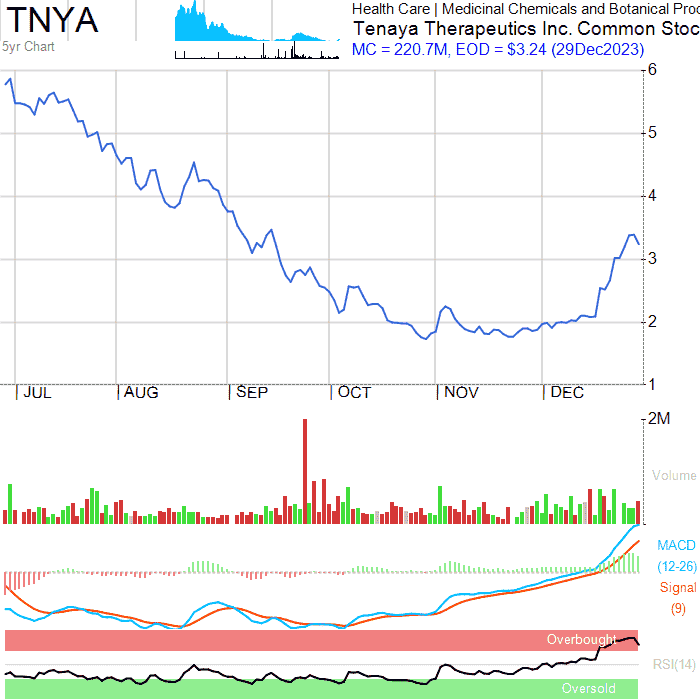 TNYA
5yr Chart
Health Care | Medicinal Chemicals and Botanical Proc
Tenaya Therapeutics Inc. Common Stoc
MC = 220.7M, EOD = $3.24 (29Dec2023)
6
5
4
3
2
1
JUL AUG SEP OCT NOV DEC
2M
Volume
MACD
(12-26)
Signal
(9)
Overbought
RSI(14)
Oversold